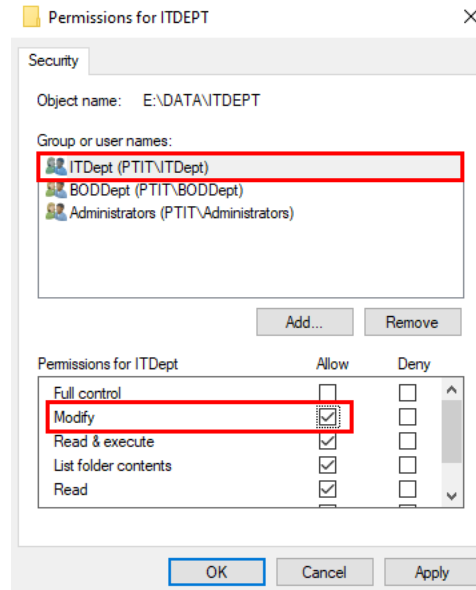 Permissions for ITDEPT
Security
Object name: E:\DATA\ITDEPT
Group or user names:
ITDept (PTIT\ITDept)
BODDept (PTIT\BODDept)
Administrators (PTIT\Administrators)
Add... Remove
Permissions for ITDept Allow Deny
Full control
Modify
Read & execute
List folder contents
Read
OK Cancel Apply